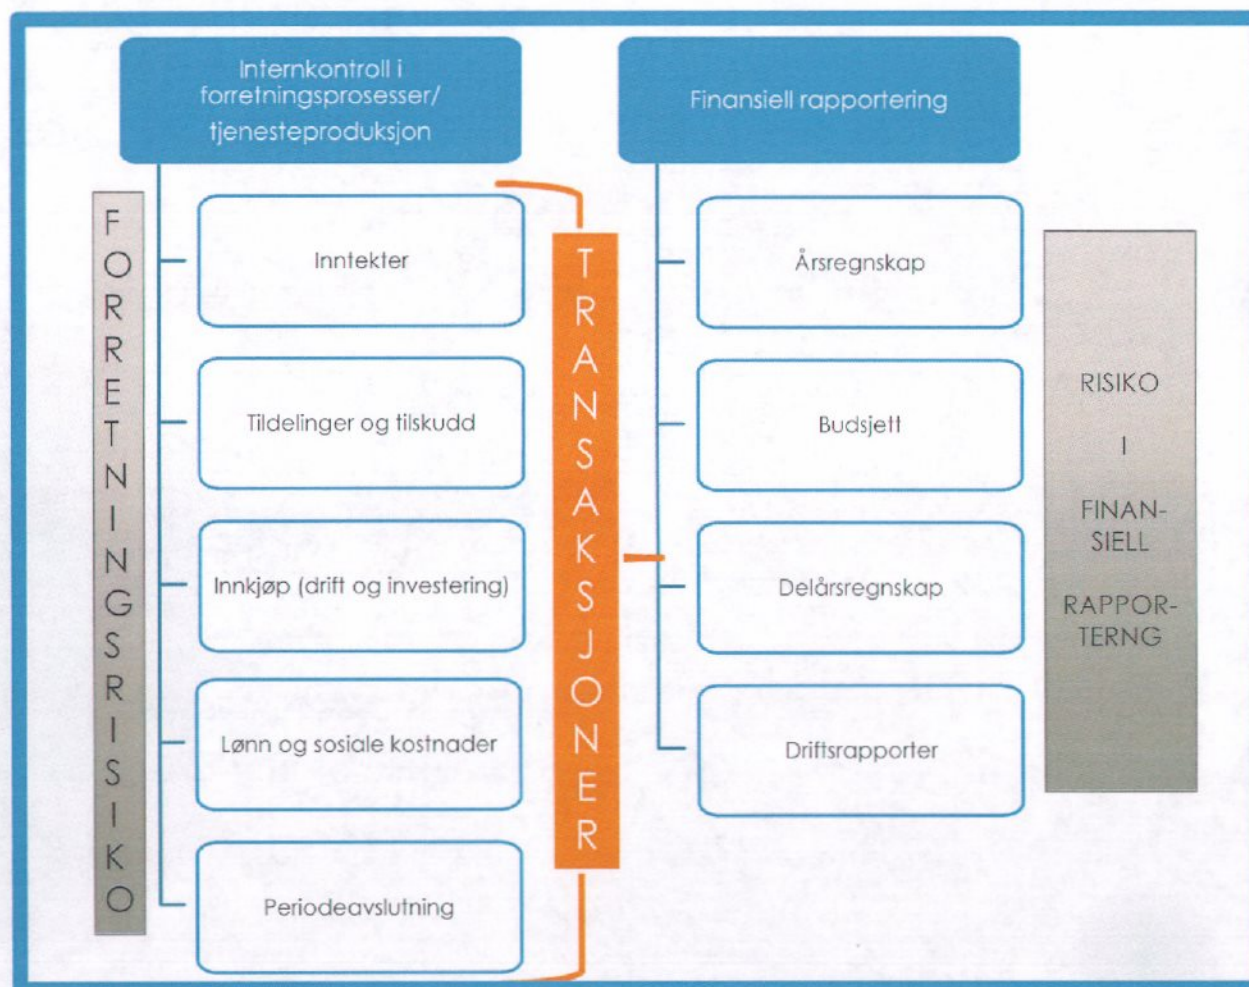 Internkontroll i
forretningsprosesser/
tjenesteproduksjon
FORRETNINGSRISIKO
Inntekter
Tildelinger og tilskudd
Innkjøp (drift og investering)
Lønn og sosiale kostnader
Periodeavslutning
TRANSAKSJONER
Finansiell rapportering
Årsregnskap
Budsjett
Delårsregnskap
Driftsrapporter
RISIKO
I
FINAN-
SIELL
RAPPOR-
TERNG